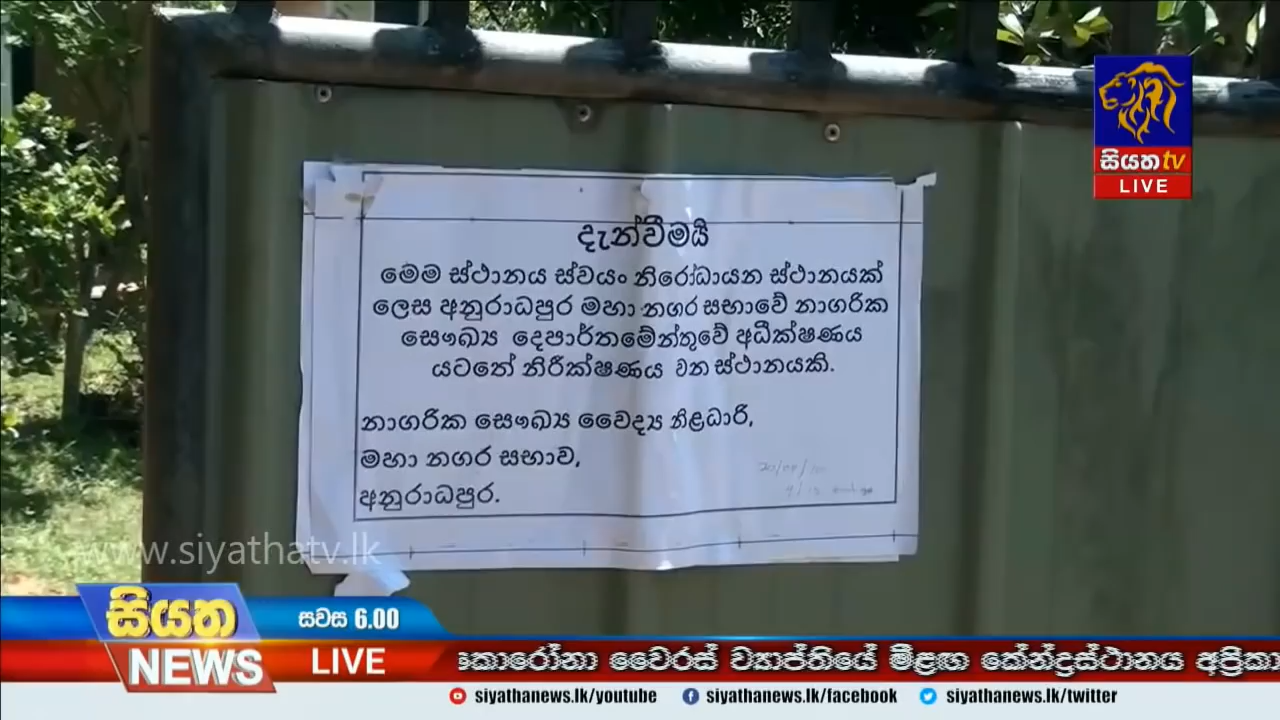 සියත tv
LIVE
දැන්වීමයි
මෙම ස්ථානය ස්වයං නිරෝධායන ස්ථානයක්
ලෙස අනුරාධපුර මහා නගර සභාවේ නාගරික
සෞඛ්‍ය දෙපාර්තමේන්තුවේ අධීක්ෂණය
යටතේ නිරීක්ෂණය වන ස්ථානයකි.
නාගරික සෞඛ්‍ය වෛද්‍ය නිළධාරී,
මහා නගර සභාව,
අනුරාධපුර.
www.siyathatv.lk
සියත
NEWS
සවස 6.00
LIVE
කොරෝනා වෛරස් ව්‍යාප්තියේ මීළඟ කේන්ද්‍රස්ථානය අප්‍රිකා
siyathanews.lk/youtube
siyathanews.lk/facebook
siyathanews.lk/twitter